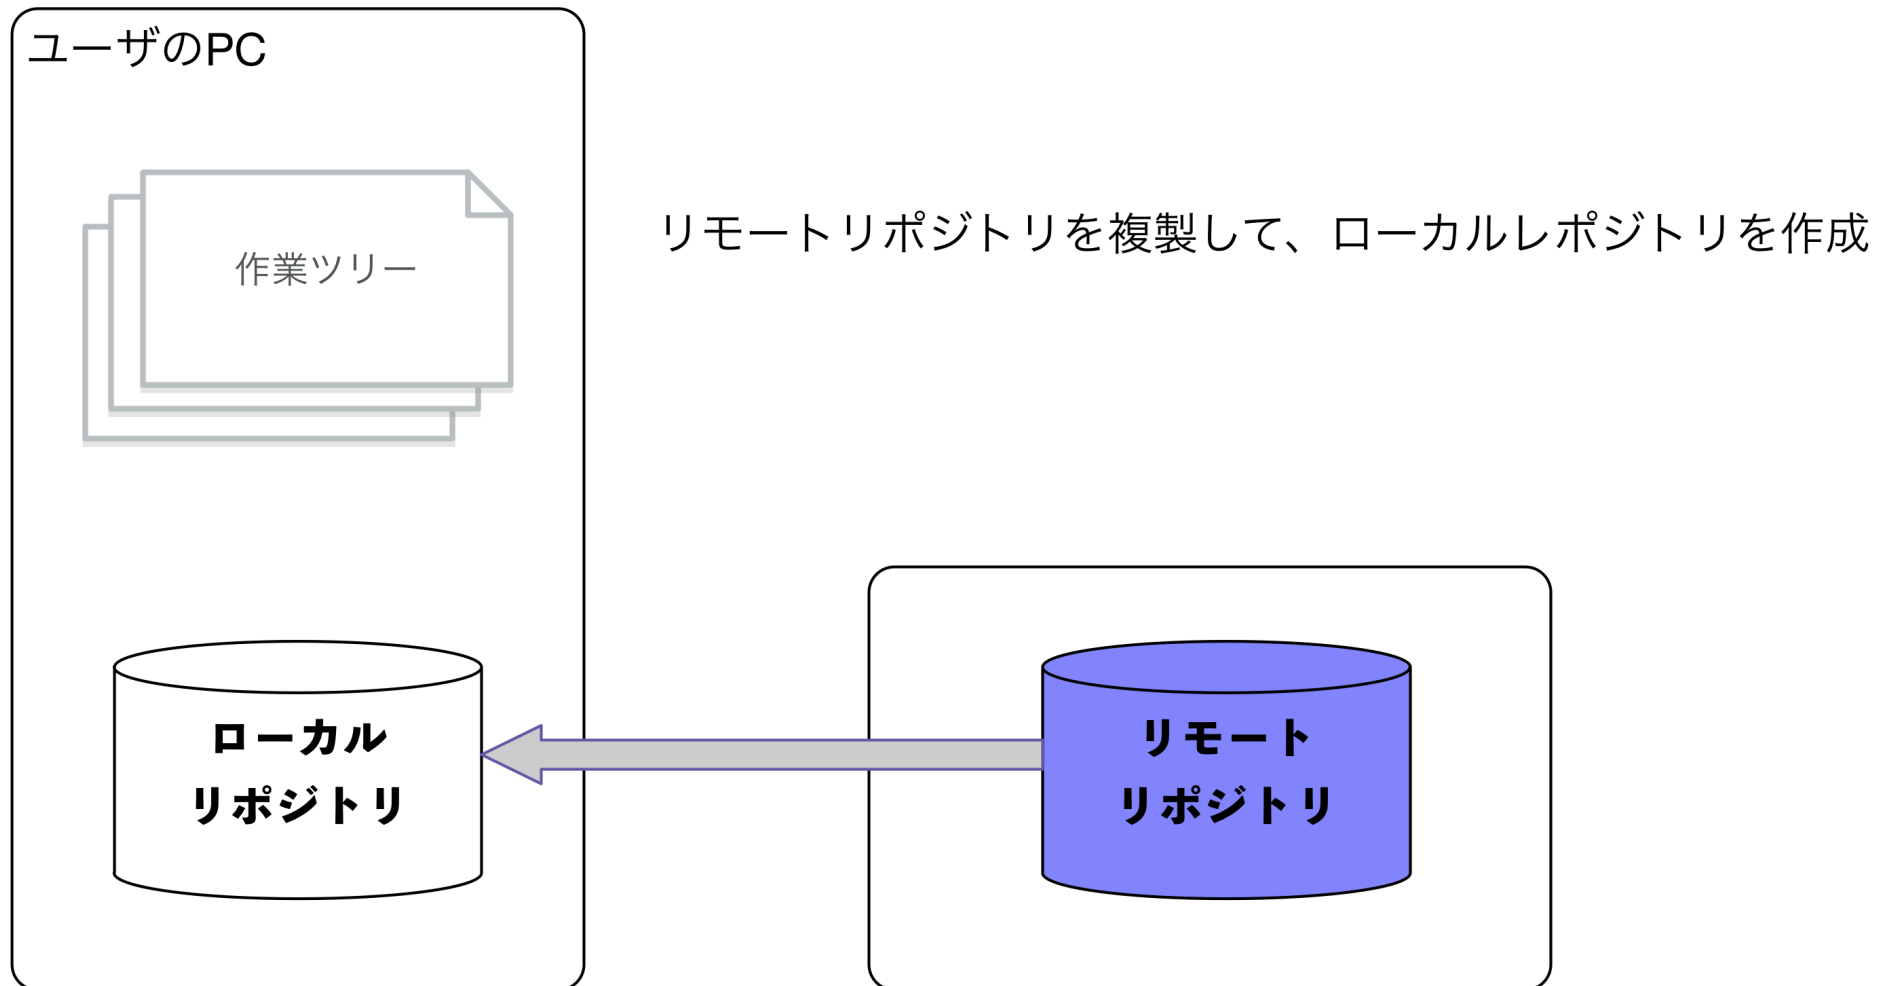 ユーザのPC
作業ツリー
リモートリポジトリを複製して、ローカルレポジトリを作成
ローカル
リポジトリ
リモート
リポジトリ